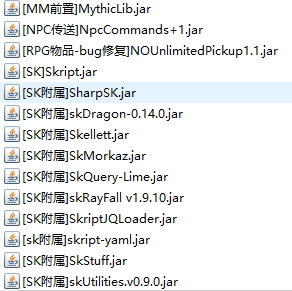 [MM前置]MythicLib.jar
[NPC传送]NpcCommands+1.jar
[RPG物品-bug修复]NOUnlimitedPickup1.1.jar
[SK]Skript.jar
[SK附属]SharpSK.jar
[SK附属]skDragon-0.14.0.jar
[SK附属]Skellett.jar
[SK附属]SkMorkaz.jar
[SK附属]SkQuery-Lime.jar
[SK附属]skRayFall v1.9.10.jar
[SK附属]SkriptJQLoader.jar
[sk附属]skript-yaml.jar
[SK附属]SkStuff.jar
[SK附属]skUtilities.v0.9.0.jar